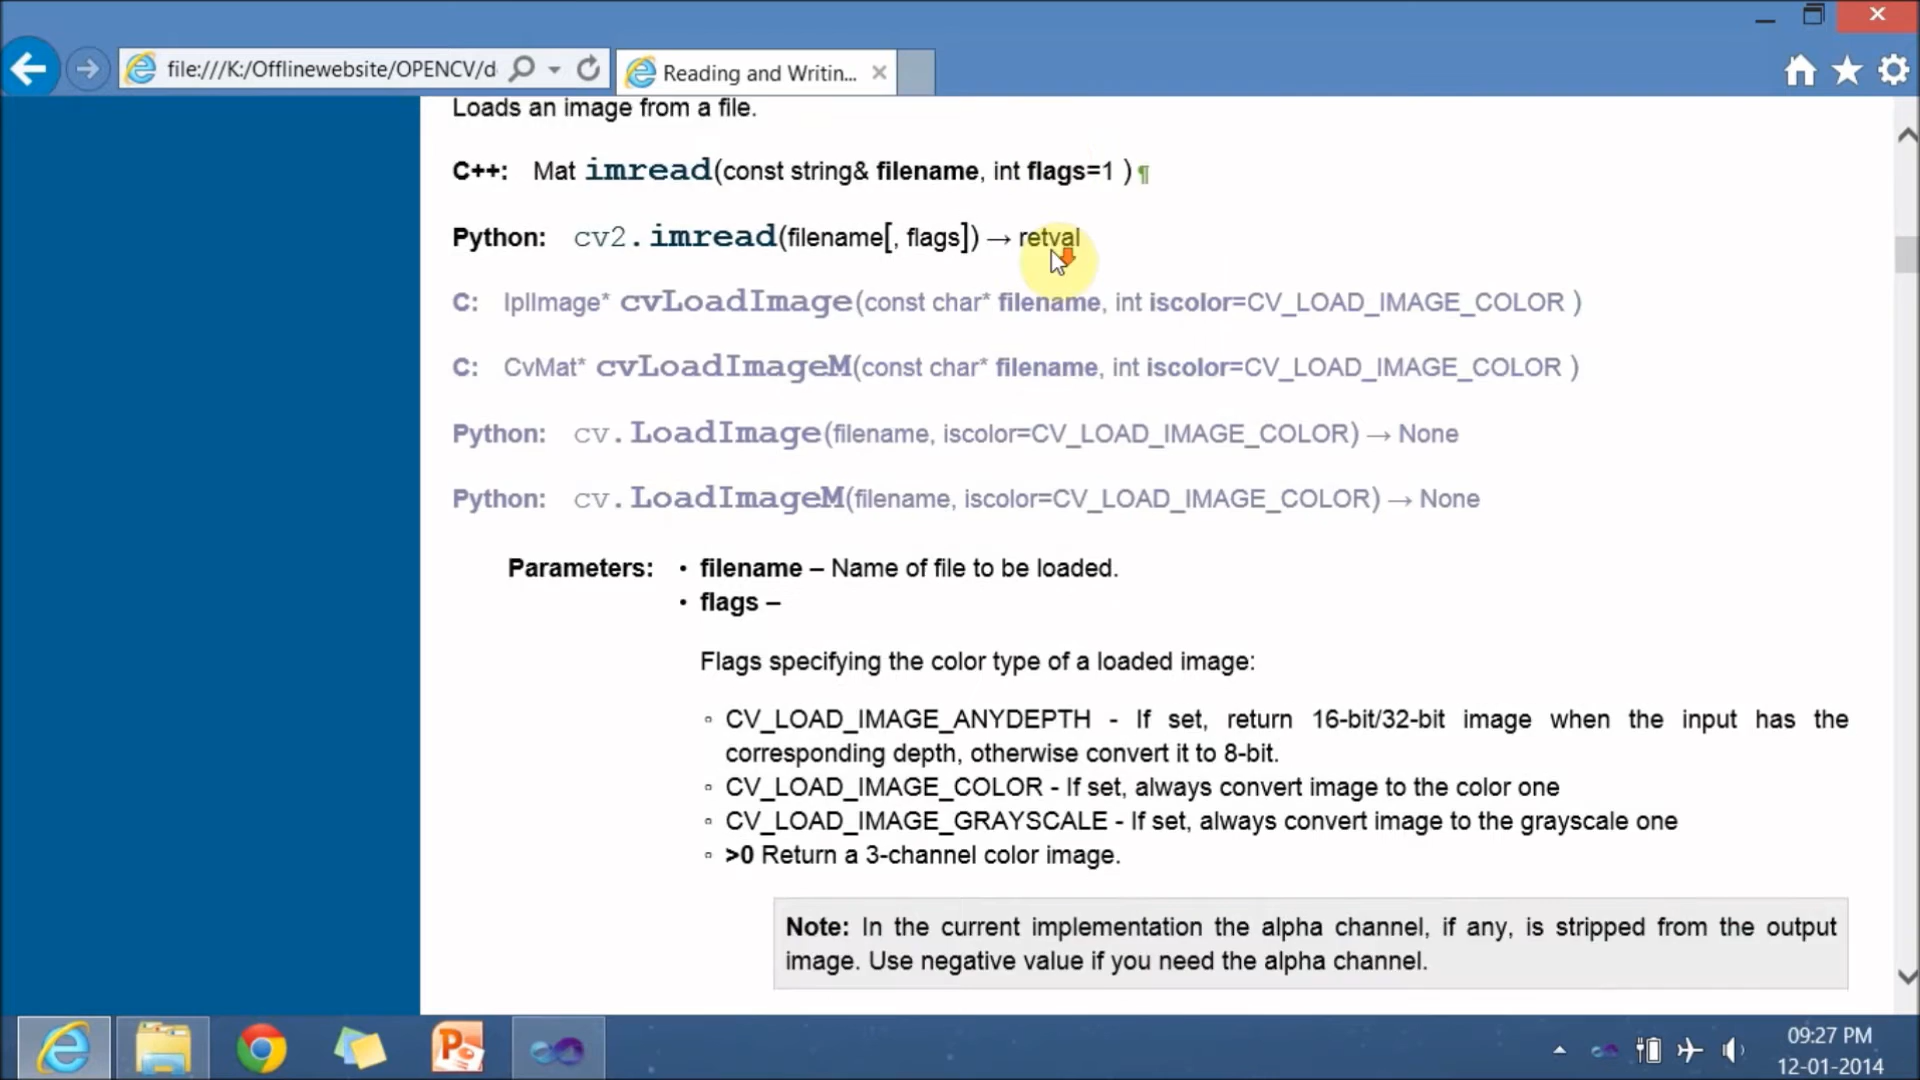 file:///K:/Offlinewebsite/OPENCV/d
Reading and Writin...
Loads an image from a file.
C++: Mat imread(const string& filename, int flags=1 )¶
Python: cv2.imread(filename[, flags]) → retval
C: IplImage* cvLoadImage(const char* filename, int iscolor=CV_LOAD_IMAGE_COLOR )
C: CvMat* cvLoadImageM(const char* filename, int iscolor=CV_LOAD_IMAGE_COLOR )
Python: cv.LoadImage(filename, iscolor=CV_LOAD_IMAGE_COLOR) → None
Python: cv.LoadImageM(filename, iscolor=CV_LOAD_IMAGE_COLOR) → None
Parameters: • filename – Name of file to be loaded.
• flags –
Flags specifying the color type of a loaded image:
◦ CV_LOAD_IMAGE_ANYDEPTH - If set, return 16-bit/32-bit image when the input has the
corresponding depth, otherwise convert it to 8-bit.
◦ CV_LOAD_IMAGE_COLOR - If set, always convert image to the color one
◦ CV_LOAD_IMAGE_GRAYSCALE - If set, always convert image to the grayscale one
◦ >0 Return a 3-channel color image.
Note: In the current implementation the alpha channel, if any, is stripped from the output
image. Use negative value if you need the alpha channel.
09:27 PM
12-01-2014